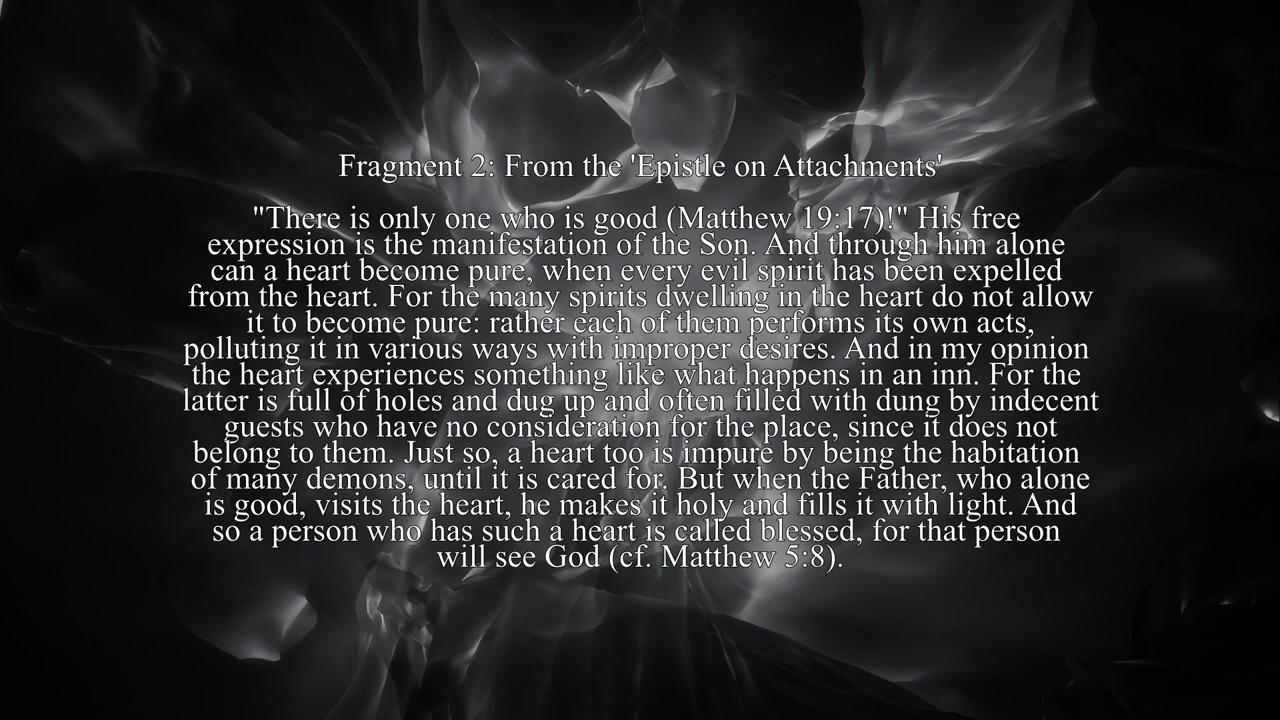 Fragment 2: From the 'Epistle on Attachments'
"There is only one who is good (Matthew 19:17)!" His free
expression is the manifestation of the Son. And through him alone
can a heart become pure, when every evil spirit has been expelled
from the heart. For the many spirits dwelling in the heart do not allow
it to become pure: rather each of them performs its own acts,
polluting it in various ways with improper desires. And in my opinion
the heart experiences something like what happens in an inn. For the
latter is full of holes and dug up and often filled with dung by indecent
guests who have no consideration for the place, since it does not
belong to them. Just so, a heart too is impure by being the habitation
of many demons, until it is cared for. But when the Father, who alone
is good, visits the heart, he makes it holy and fills it with light. And
so a person who has such a heart is called blessed, for that person
will see God (cf. Matthew 5:8).